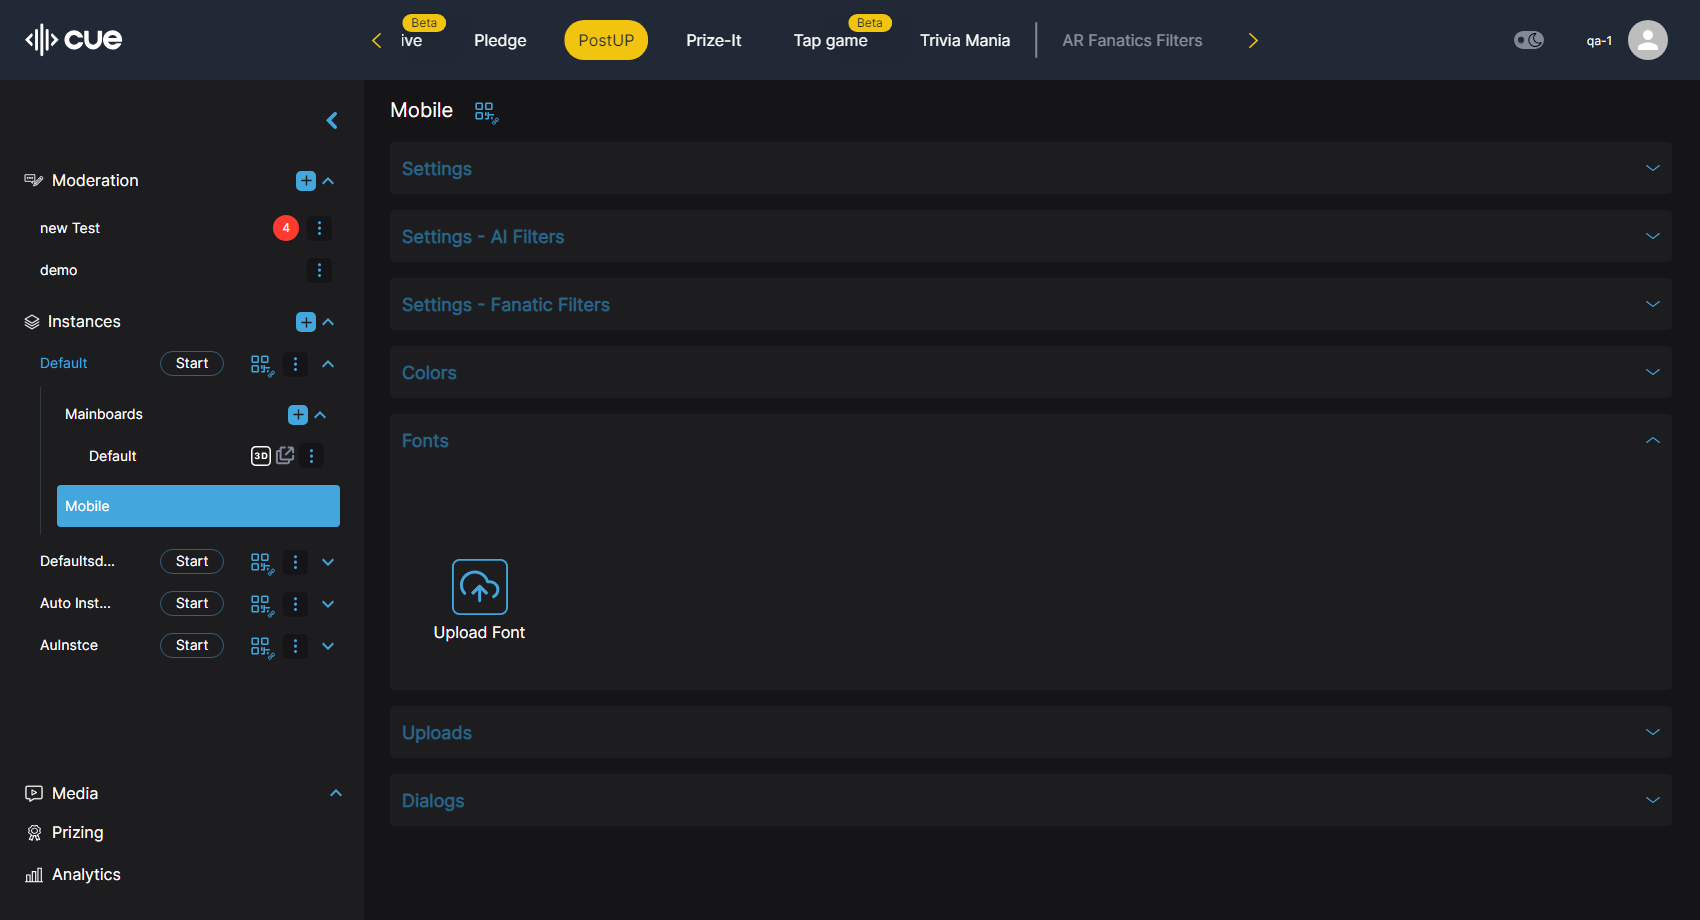 cue
Beta
ive
Pledge
PostUP
Prize-It
Beta
Tap game
Trivia Mania
AR Fanatics Filters
qa-1
Moderation
new Test
4
demo
Instances
Default
Start
Mainboards
Default
3D
Mobile
Defaultsd...
Start
Auto Inst...
Start
AuInstce
Start
Media
Prizing
Analytics
Mobile
Settings
Settings - AI Filters
Settings - Fanatic Filters
Colors
Fonts
Upload Font
Uploads
Dialogs